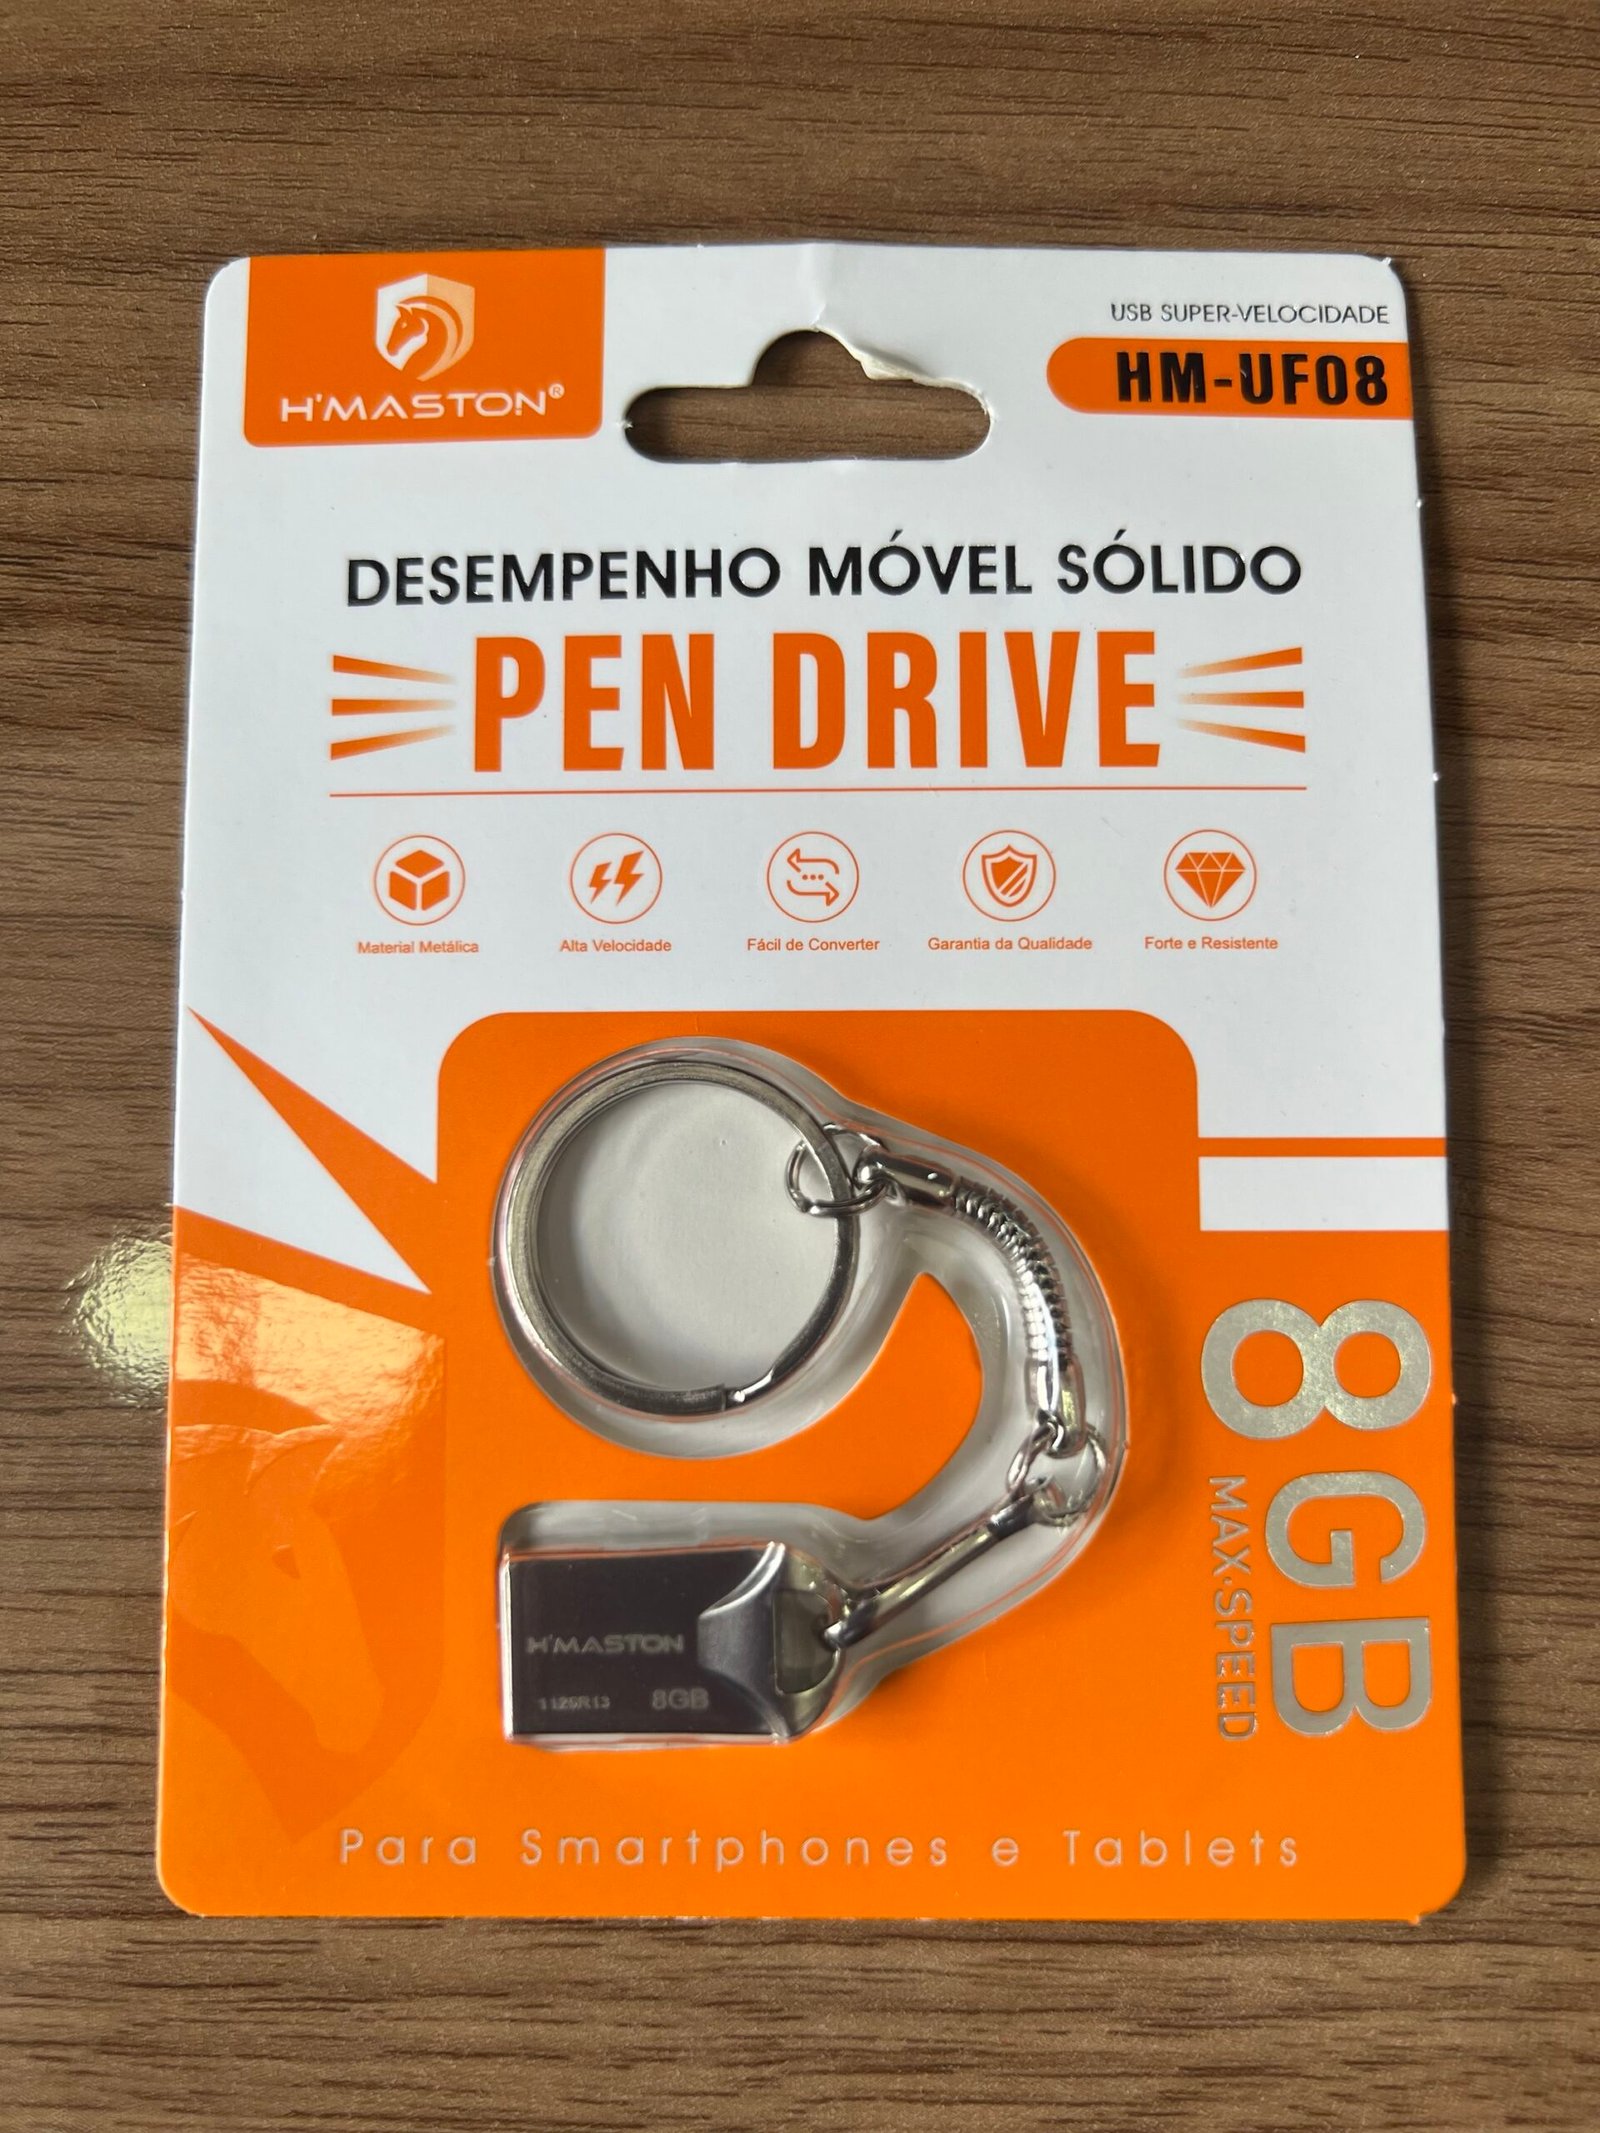 H'MASTON®
USB SUPER-VELOCIDADE
HM-UF08
DESEMPENHO MÓVEL SÓLIDO
PEN DRIVE
Material Metálica
Alta Velocidade
Fácil de Converter
Garantia da Qualidade
Forte e Resistente
8GB
MAX·SPEED
H'MASTON
1129R13 8GB
Para Smartphones e Tablets